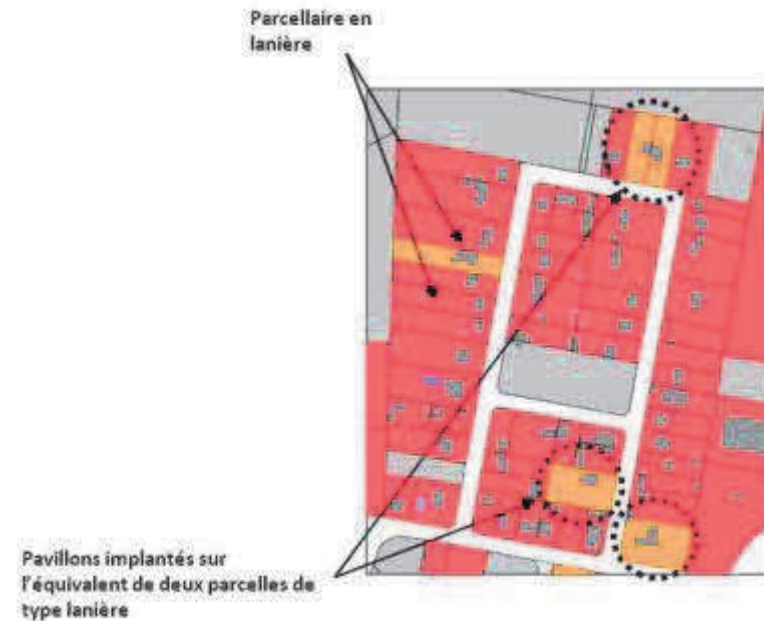 Parcellaire en
lanière
Pavillons implantés sur
l'équivalent de deux parcelles de
type lanière